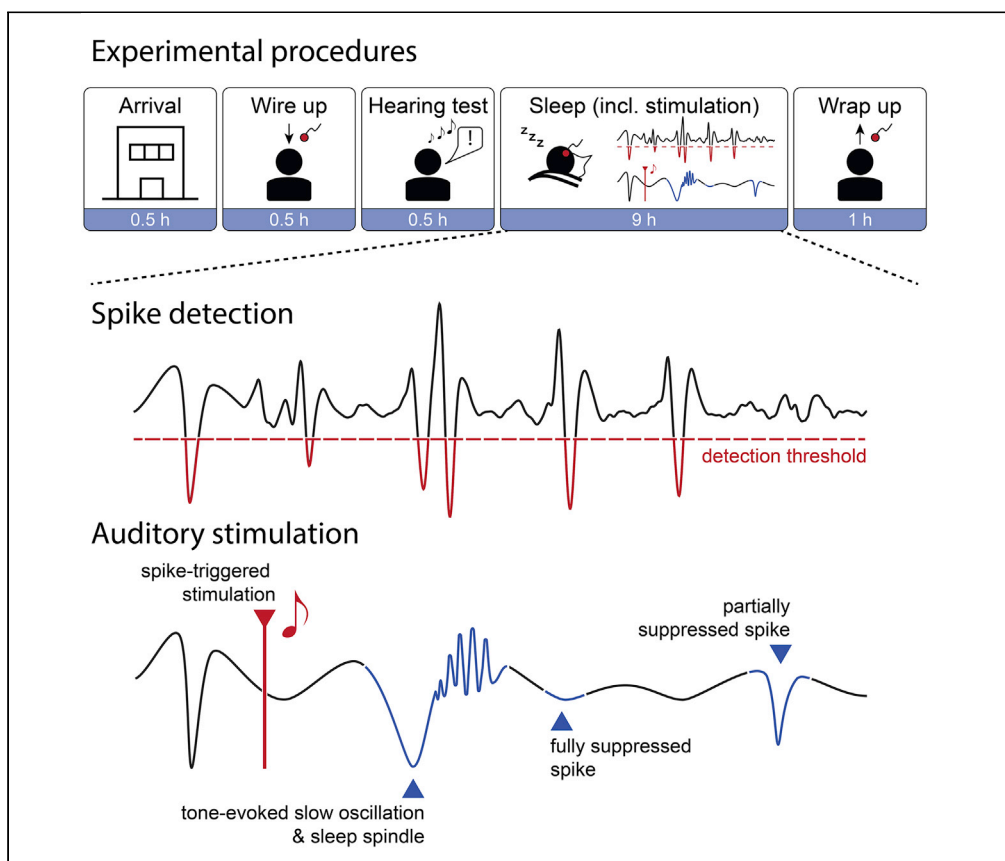 Experimental procedures
Arrival
Wire up
Hearing test
Sleep (incl. stimulation)
Wrap up
!
z z z
0.5 h
0.5 h
0.5 h
9 h
1 h
Spike detection
detection threshold
Auditory stimulation
spike-triggered
stimulation
partially
suppressed spike
fully suppressed
spike
tone-evoked slow oscillation
& sleep spindle